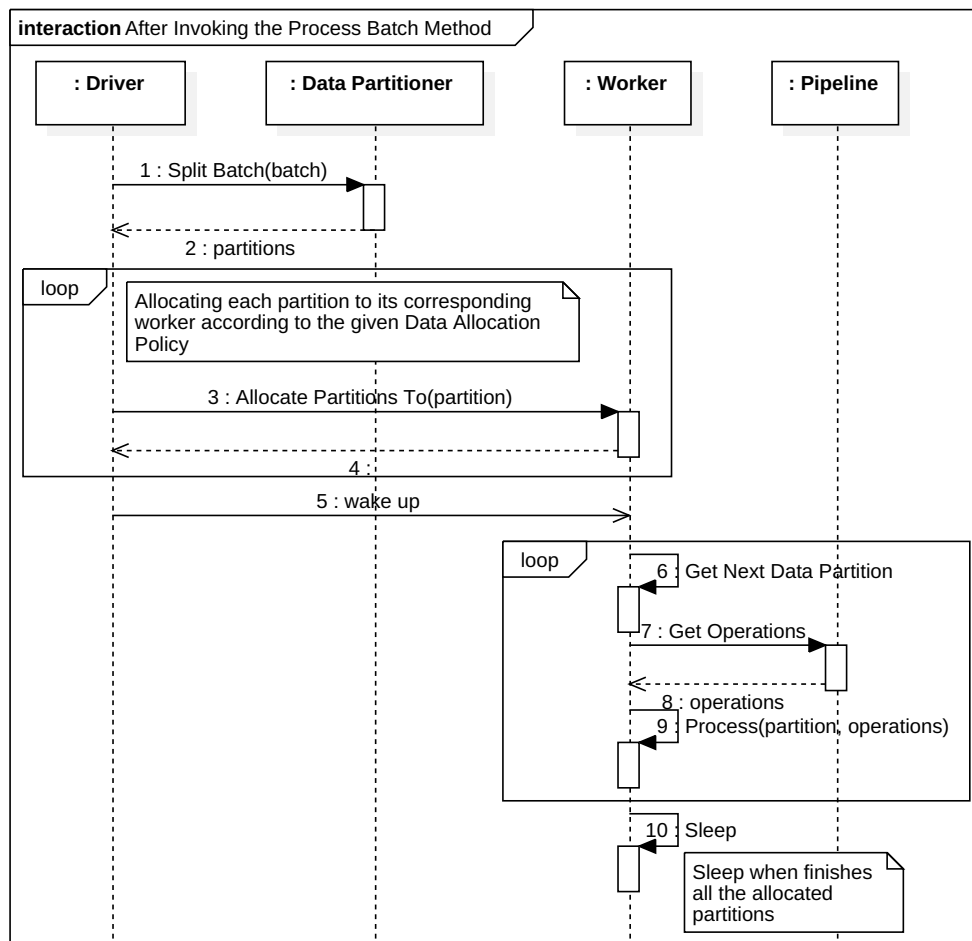 interaction After Invoking the Process Batch Method
: Driver
: Data Partitioner
: Worker
: Pipeline
1 : Split Batch(batch)
2 : partitions
loop
Allocating each partition to its corresponding
worker according to the given Data Allocation
Policy
3 : Allocate Partitions To(partition)
4 :
5 : wake up
loop
6 : Get Next Data Partition
7 : Get Operations
8 : operations
9 : Process(partition, operations)
10 : Sleep
Sleep when finishes
all the allocated
partitions